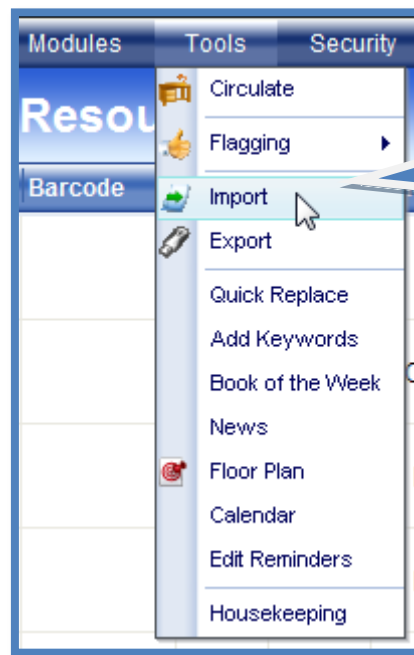 Modules Tools Security
Circulate
Flagging
Barcode
Import
Export
Quick Replace
Add Keywords
Book of the Week
News
Floor Plan
Calendar
Edit Reminders
Housekeeping